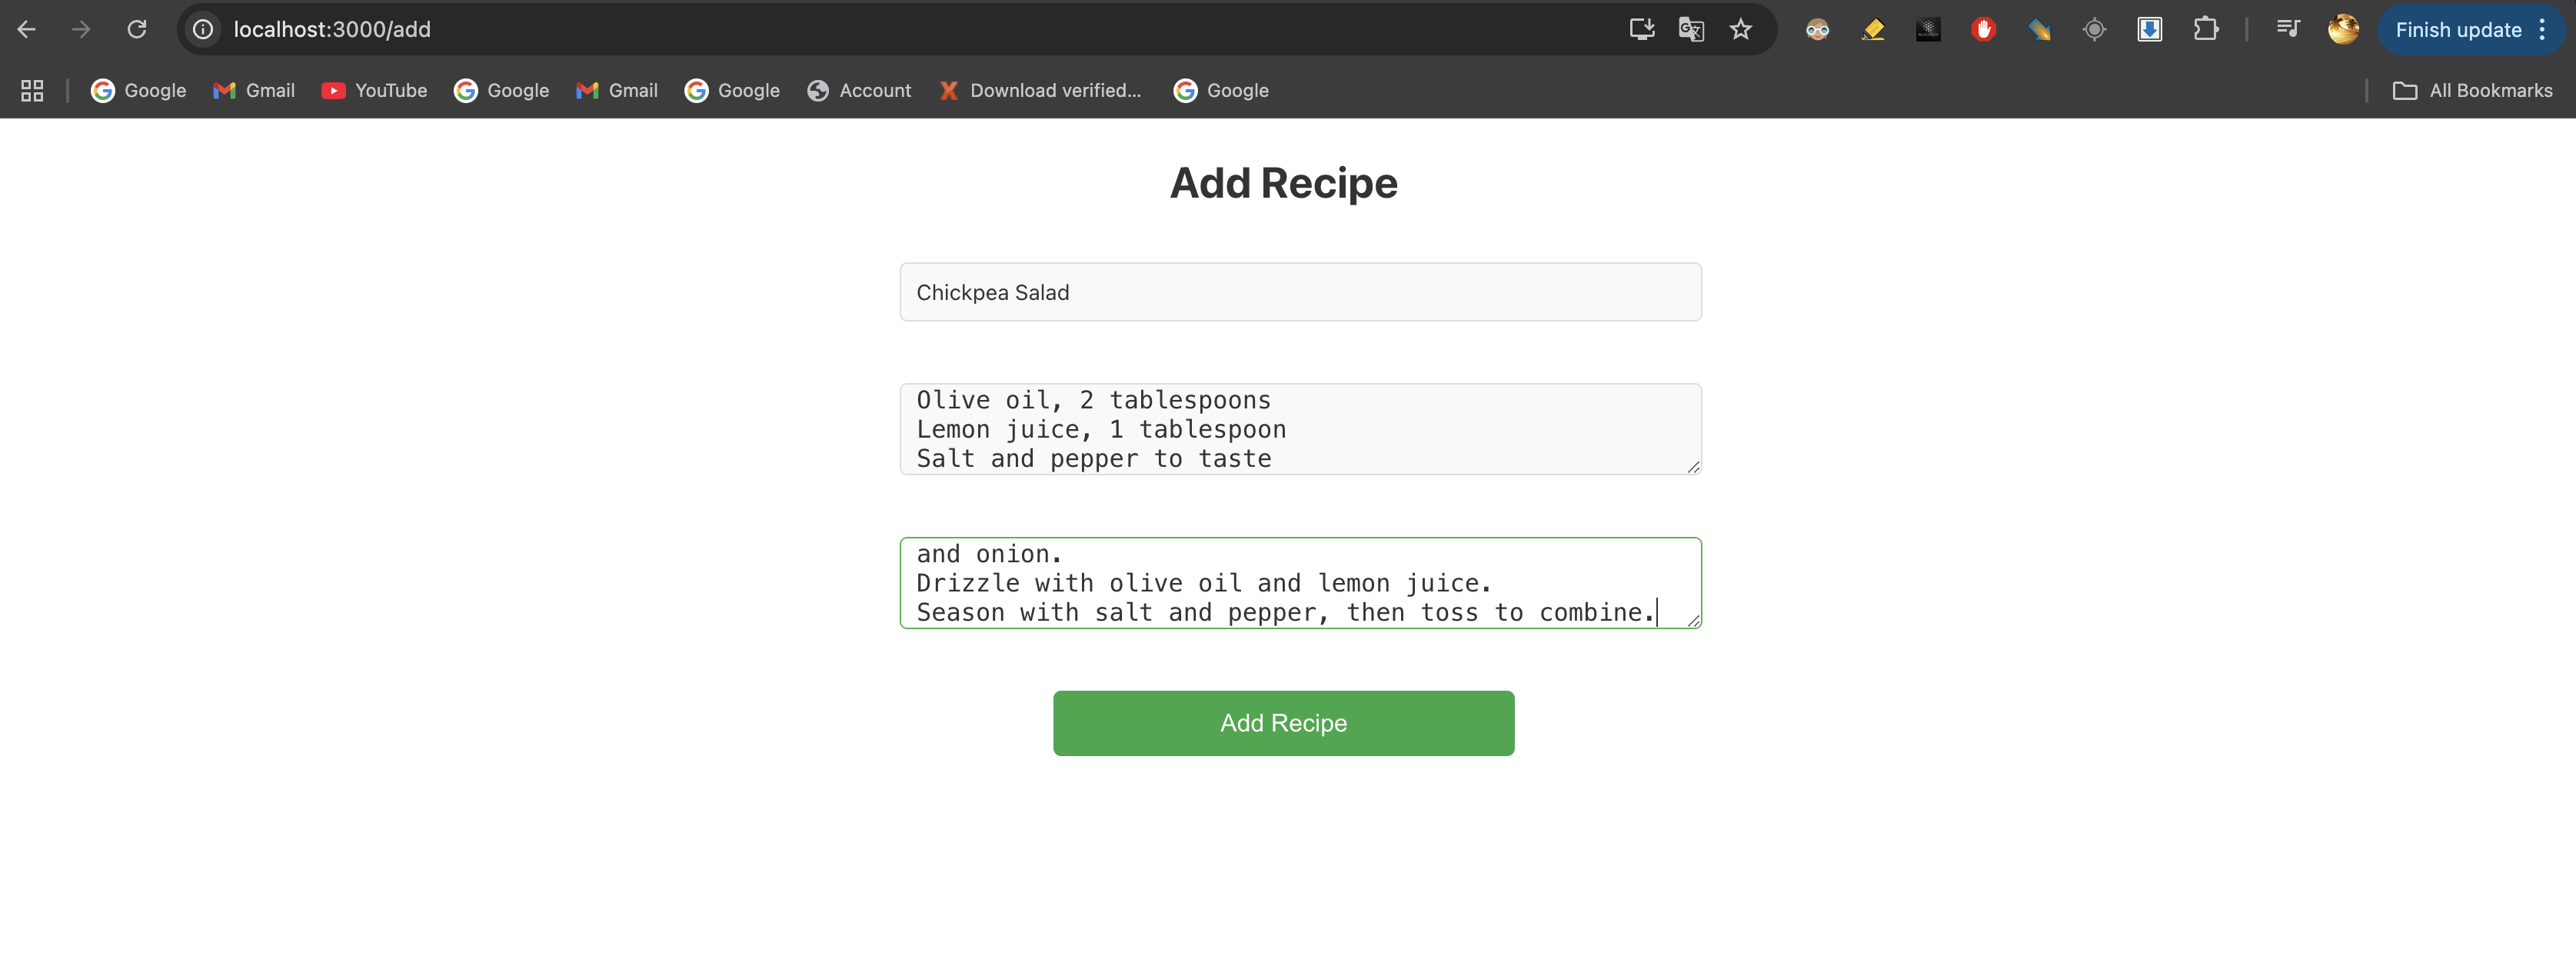 localhost:3000/add
Finish update
Google
Gmail
YouTube
Google
Gmail
Google
Account
Download verified...
Google
All Bookmarks
Add Recipe
Chickpea Salad
Olive oil, 2 tablespoons
Lemon juice, 1 tablespoon
Salt and pepper to taste
and onion.
Drizzle with olive oil and lemon juice.
Season with salt and pepper, then toss to combine.
Add Recipe